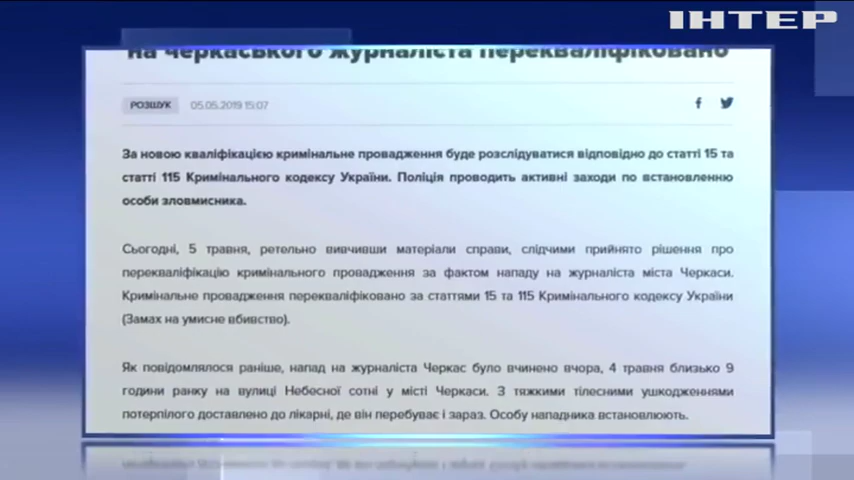 ІНТЕР
на черкаського журналіста перекваліфіковано
РОЗШУК 05.05.2019 15:07
За новою кваліфікацією кримінальне провадження буде розслідуватися відповідно до статті 15 та
статті 115 Кримінального кодексу України. Поліція проводить активні заходи по встановленню
особи зловмисника.
Сьогодні, 5 травня, ретельно вивчивши матеріали справи, слідчими прийнято рішення про
перекваліфікацію кримінального провадження за фактом нападу на журналіста міста Черкаси.
Кримінальне провадження перекваліфіковано за статтями 15 та 115 Кримінального кодексу України
(Замах на умисне вбивство).
Як повідомлялося раніше, напад на журналіста Черкас було вчинено вчора, 4 травня близько 9
години ранку на вулиці Небесної сотні у місті Черкаси. З тяжкими тілесними ушкодженнями
потерпілого доставлено до лікарні, де він перебуває і зараз. Особу нападника встановлюють.